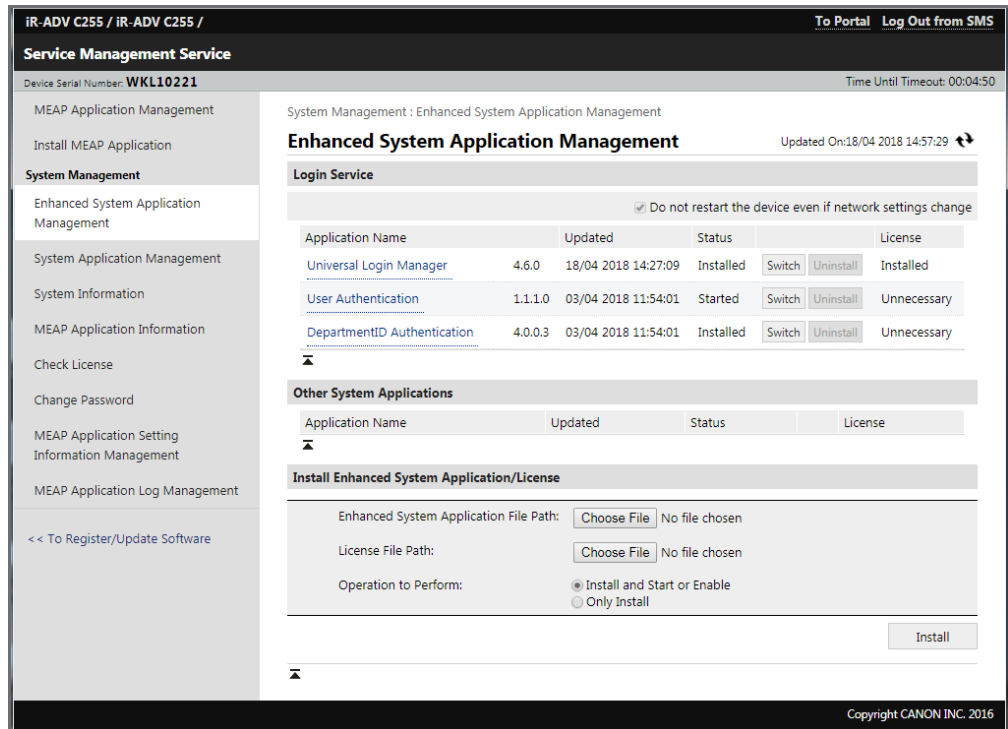 iR-ADV C255 / iR-ADV C255 /
To Portal Log Out from SMS
Service Management Service
Device Serial Number: WKL10221
Time Until Timeout: 00:04:50
MEAP Application Management
Install MEAP Application
System Management
Enhanced System Application
Management
System Application Management
System Information
MEAP Application Information
Check License
Change Password
MEAP Application Setting
Information Management
MEAP Application Log Management
<< To Register/Update Software
System Management : Enhanced System Application Management
Enhanced System Application Management
Updated On:18/04 2018 14:57:29
Login Service
Do not restart the device even if network settings change
Application Name Updated Status License
Universal Login Manager 4.6.0 18/04 2018 14:27:09 Installed Switch Uninstall Installed
User Authentication 1.1.1.0 03/04 2018 11:54:01 Started Switch Uninstall Unnecessary
DepartmentID Authentication 4.0.0.3 03/04 2018 11:54:01 Installed Switch Uninstall Unnecessary
Other System Applications
Application Name Updated Status License
Install Enhanced System Application/License
Enhanced System Application File Path: Choose File No file chosen
License File Path: Choose File No file chosen
Operation to Perform: Install and Start or Enable
Only Install
Install
Copyright CANON INC. 2016